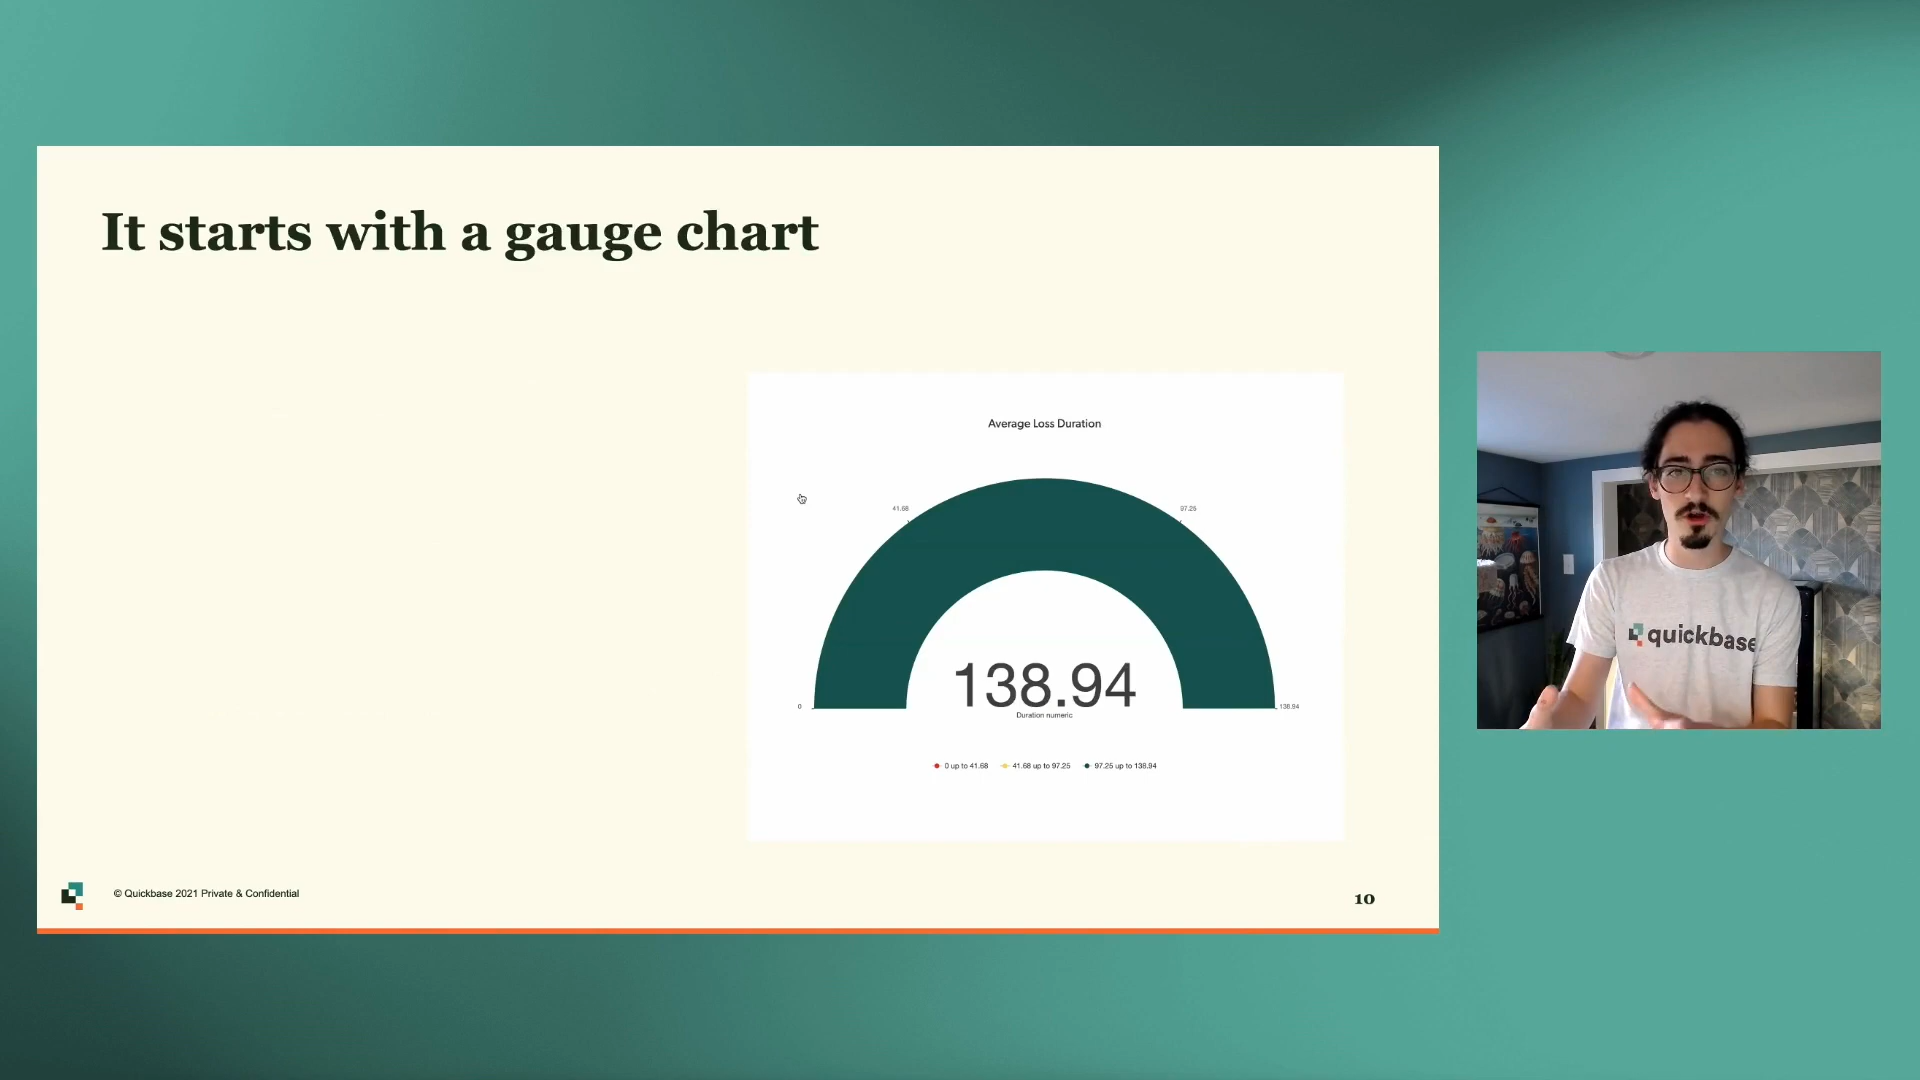 It starts with a gauge chart
Average Loss Duration
41.68
97.25
138.94
0
138.94
Duration numeric
0 up to 41.68
41.68 up to 97.25
97.25 up to 138.94
quickbase
© Quickbase 2021 Private & Confidential
10